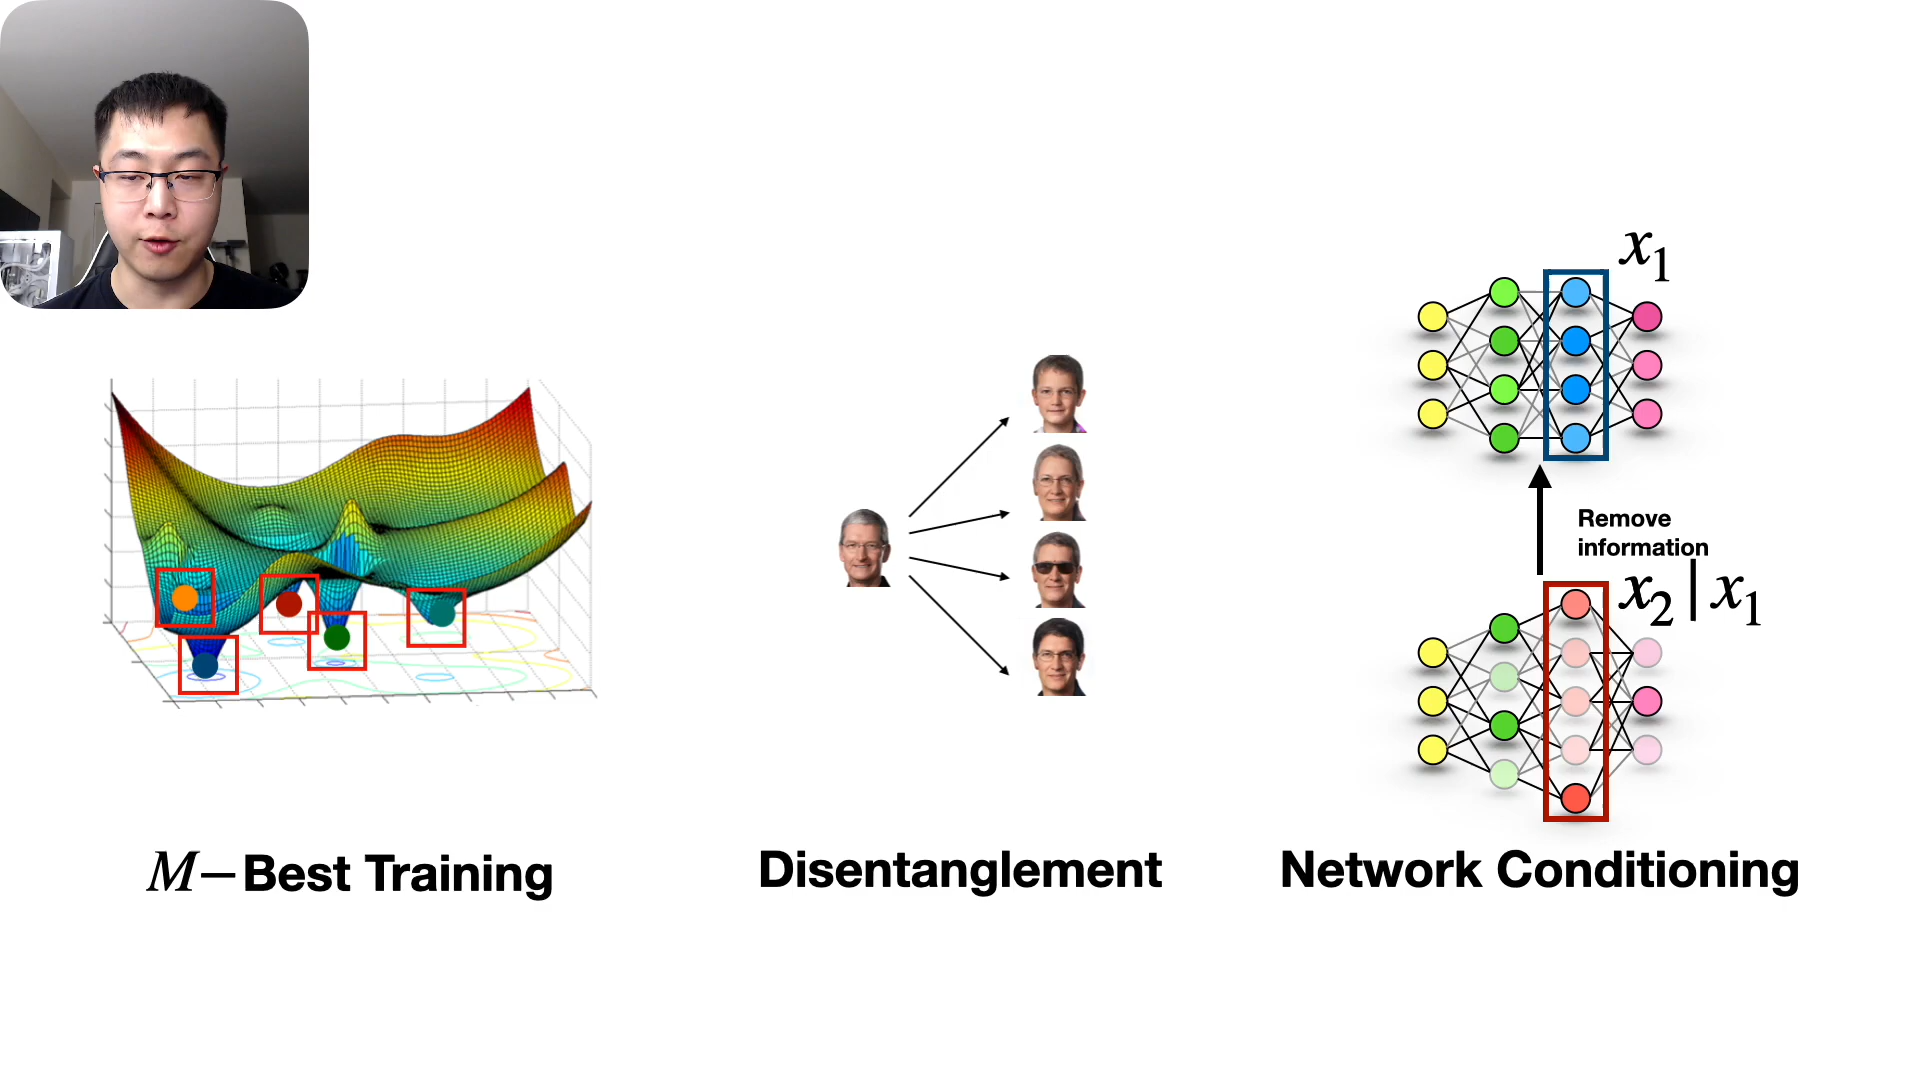 x₁
Remove
information
x₂ | x₁
M–Best Training
Disentanglement
Network Conditioning